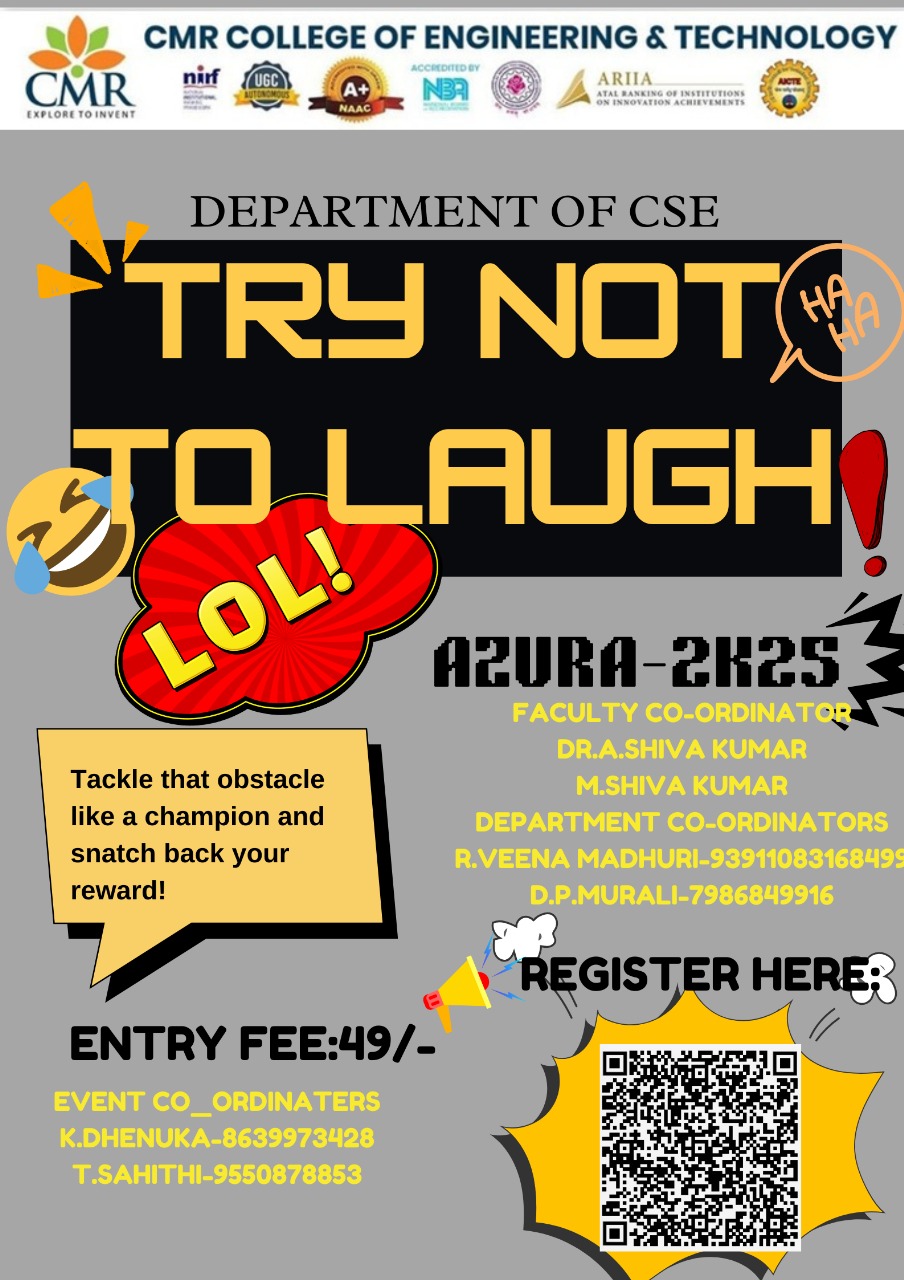 CMR COLLEGE OF ENGINEERING & TECHNOLOGY
CMR
EXPLORE TO INVENT
nirf
UGC
AUTONOMOUS
A+
NAAC
ACCREDITED BY
NBA
ARIIA
ATAL RANKING OF INSTITUTIONS
ON INNOVATION ACHIEVEMENTS
AICTE
DEPARTMENT OF CSE
TRY NOT
HA
HA
TO LAUGH!
LOL!
AZURA-2K25
FACULTY CO-ORDINATOR
DR.A.SHIVA KUMAR
M.SHIVA KUMAR
DEPARTMENT CO-ORDINATORS
R.VEENA MADHURI-93911083168499
D.P.MURALI-7986849916
Tackle that obstacle
like a champion and
snatch back your
reward!
REGISTER HERE:
ENTRY FEE:49/-
EVENT CO_ORDINATERS
K.DHENUKA-8639973428
T.SAHITHI-9550878853